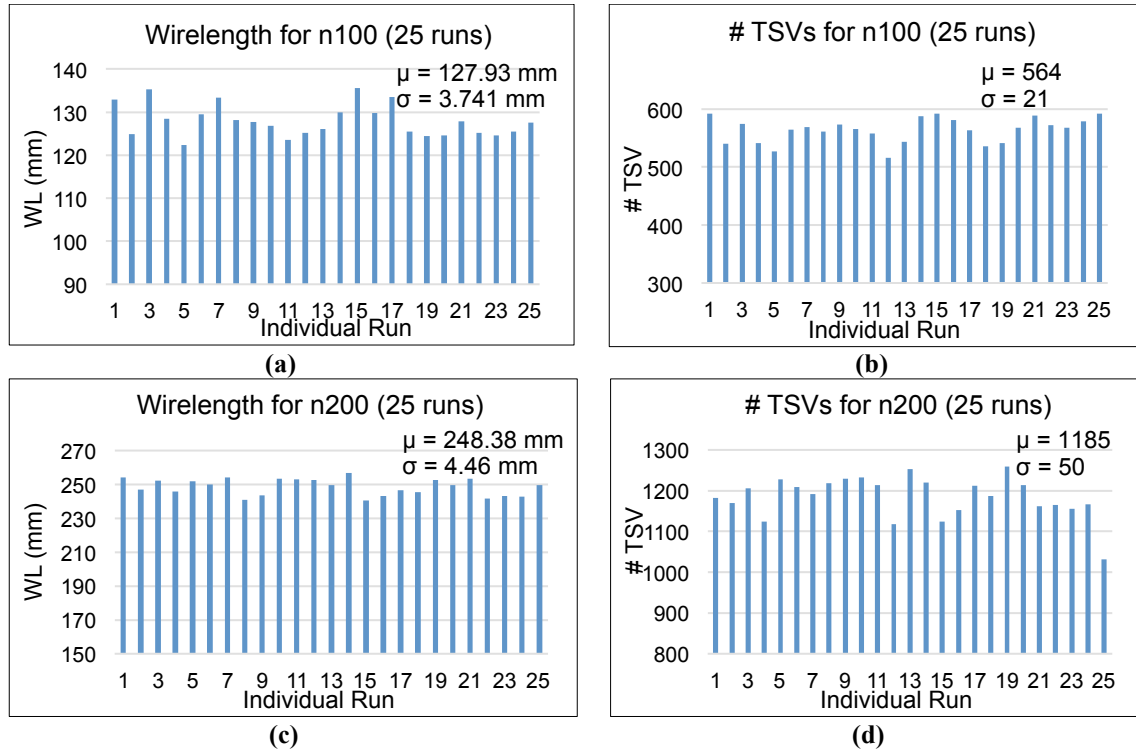 Wirelength for n100 (25 runs)
μ = 127.93 mm
σ = 3.741 mm
140
130
120
110
100
90
WL (mm)
1 3 5 7 9 11 13 15 17 19 21 23 25
Individual Run
(a)
# TSVs for n100 (25 runs)
μ = 564
σ = 21
600
500
400
300
# TSV
1 3 5 7 9 11 13 15 17 19 21 23 25
Individual Run
(b)
Wirelength for n200 (25 runs)
μ = 248.38 mm
σ = 4.46 mm
270
250
230
210
190
170
150
WL (mm)
1 3 5 7 9 11 13 15 17 19 21 23 25
Individual Run
(c)
# TSVs for n200 (25 runs)
μ = 1185
σ = 50
1300
1200
1100
1000
900
800
# TSV
1 3 5 7 9 11 13 15 17 19 21 23 25
Individual Run
(d)